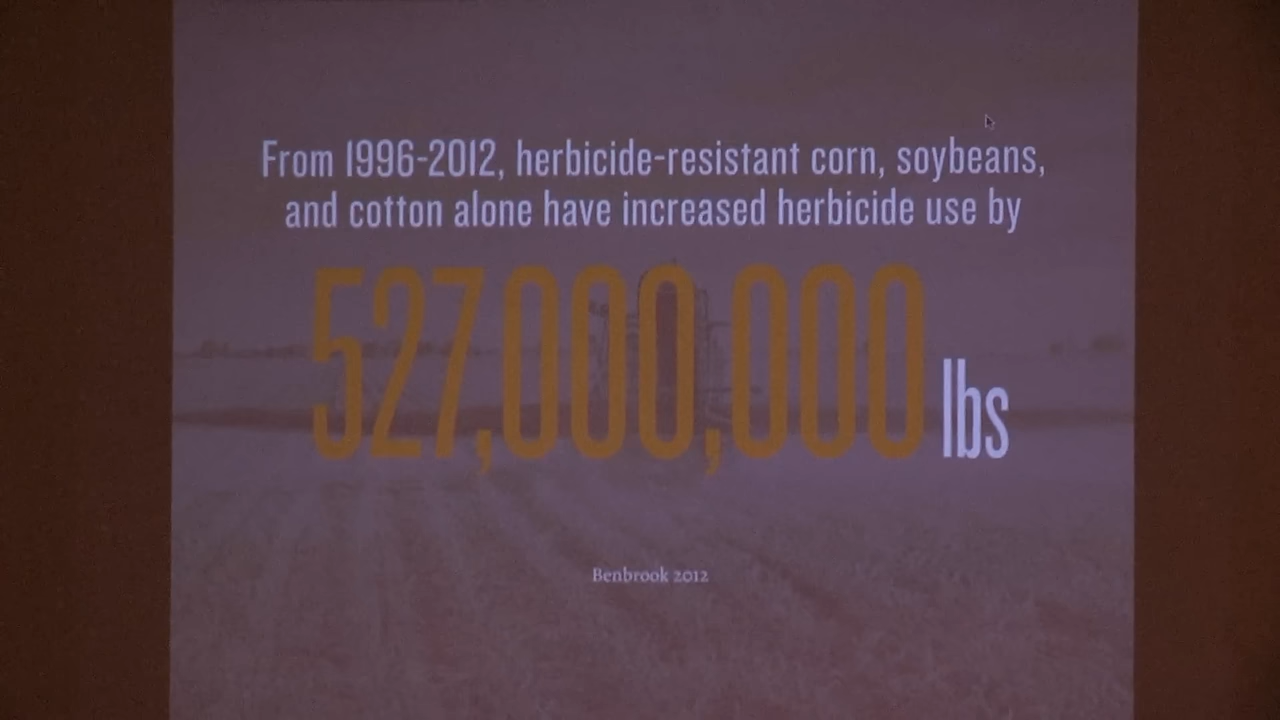 From 1996-2012, herbicide-resistant corn, soybeans,
and cotton alone have increased herbicide use by
527,000,000 lbs
Benbrook 2012